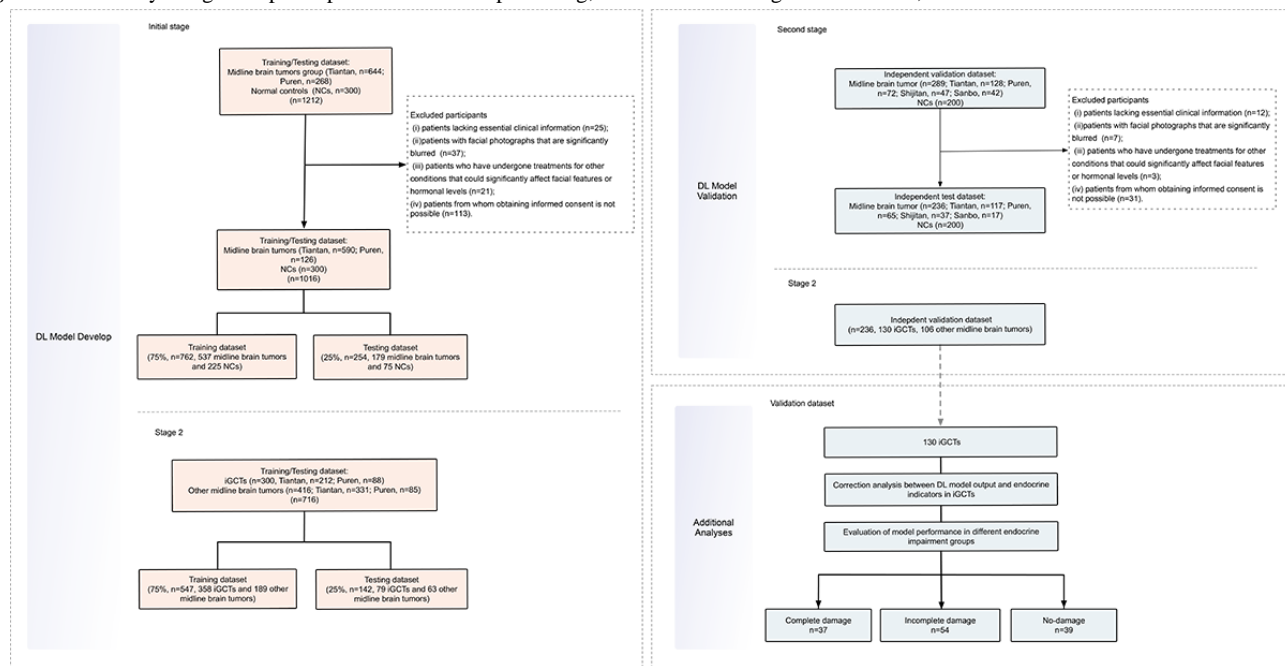 Initial stage
Training/Testing dataset:
Midline brain tumors group (Tiantan, n=644;
Puren, n=268)
Normal controls (NCs, n=300)
(n=1212)
Excluded participants
(i) patients lacking essential clinical information (n=25);
(ii)patients with facial photographs that are significantly
blurred (n=37);
(iii) patients who have undergone treatments for other
conditions that could significantly affect facial features or
hormonal levels (n=21);
(iv) patients from whom obtaining informed consent is not
possible (n=113).
Training/Testing dataset:
Midline brain tumors (Tiantan, n=590; Puren,
n=126)
NCs (n=300)
(n=1016)
DL Model Develop
Training dataset
(75%, n=762, 537 midline brain tumors
and 225 NCs)
Testing dataset
(25%, n=254, 179 midline brain tumors
and 75 NCs)
Stage 2
Training/Testing dataset:
iGCTs (n=300, Tiantan, n=212; Puren, n=88)
Other midline brain tumors (n=416; Tiantan, n=331; Puren, n=85)
(n=716)
Training dataset
(75%, n=547, 358 iGCTs and 189 other
midline brain tumors)
Testing dataset
(25%, n=142, 79 iGCTs and 63 other
midline brain tumors)
Second stage
Independent validation dataset:
Midline brain tumor (n=289; Tiantan, n=128; Puren,
n=72; Shijitan, n=47; Sanbo, n=42)
NCs (n=200)
Excluded participants
(i) patients lacking essential clinical information (n=12);
(ii)patients with facial photographs that are significantly
blurred (n=7);
(iii) patients who have undergone treatments for other
conditions that could significantly affect facial features
or hormonal levels (n=3);
(iv) patients from whom obtaining informed consent is
not possible (n=31).
DL Model
Validation
Independent test dataset:
Midline brain tumor (n=236; Tiantan, n=117; Puren,
n=65; Shijitan, n=37; Sanbo, n=17)
NCs (n=200)
Stage 2
Indepdent validation dataset
(n=236, 130 iGCTs, 106 other midline brain tumors)
Validation dataset
130 iGCTs
Correction analysis between DL model output and endocrine
indicators in iGCTs
Additional
Analyses
Evaluation of model performance in different endocrine
impairment groups
Complete damage
n=37
Incomplete damage
n=54
No-damage
n=39